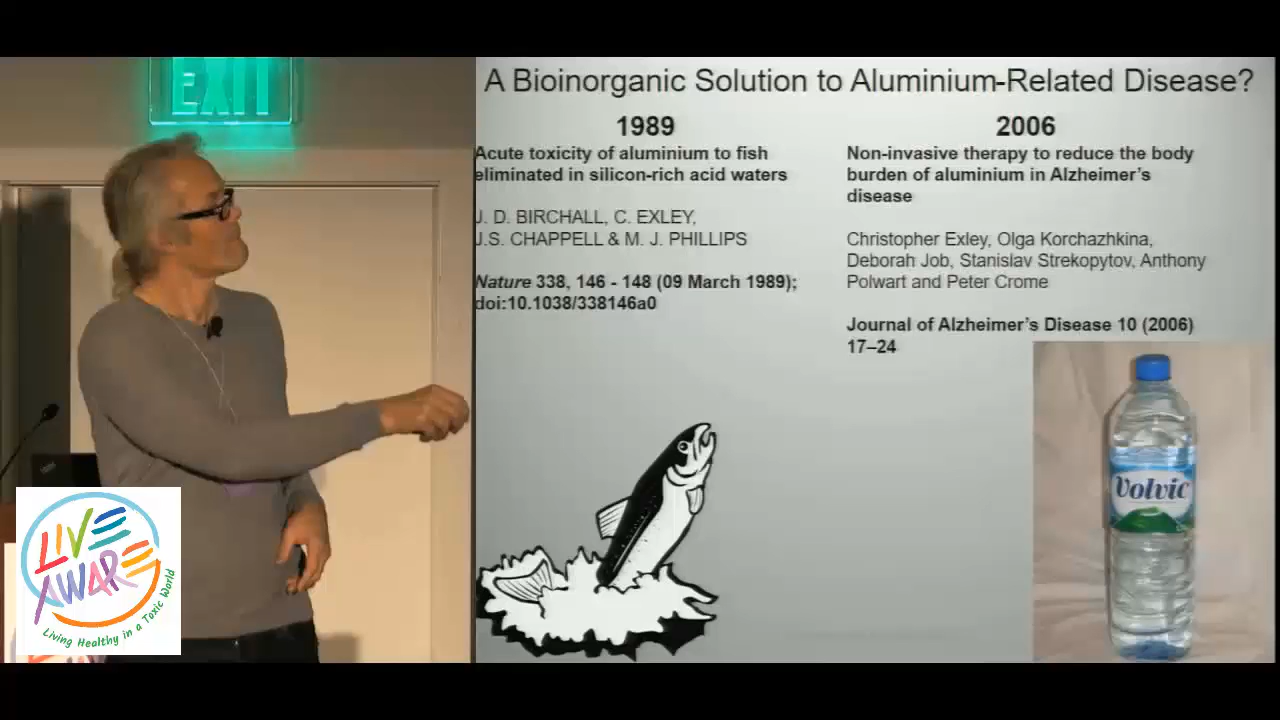 EXIT
A Bioinorganic Solution to Aluminium-Related Disease?
1989
Acute toxicity of aluminium to fish
eliminated in silicon-rich acid waters
J. D. BIRCHALL, C. EXLEY,
J.S. CHAPPELL & M. J. PHILLIPS
Nature 338, 146 - 148 (09 March 1989);
doi:10.1038/338146a0
2006
Non-invasive therapy to reduce the body
burden of aluminium in Alzheimer's
disease
Christopher Exley, Olga Korchazhkina,
Deborah Job, Stanislav Strekopytov, Anthony
Polwart and Peter Crome
Journal of Alzheimer's Disease 10 (2006)
17–24
Volvic
LIVE
AWARE
Living Healthy in a Toxic World